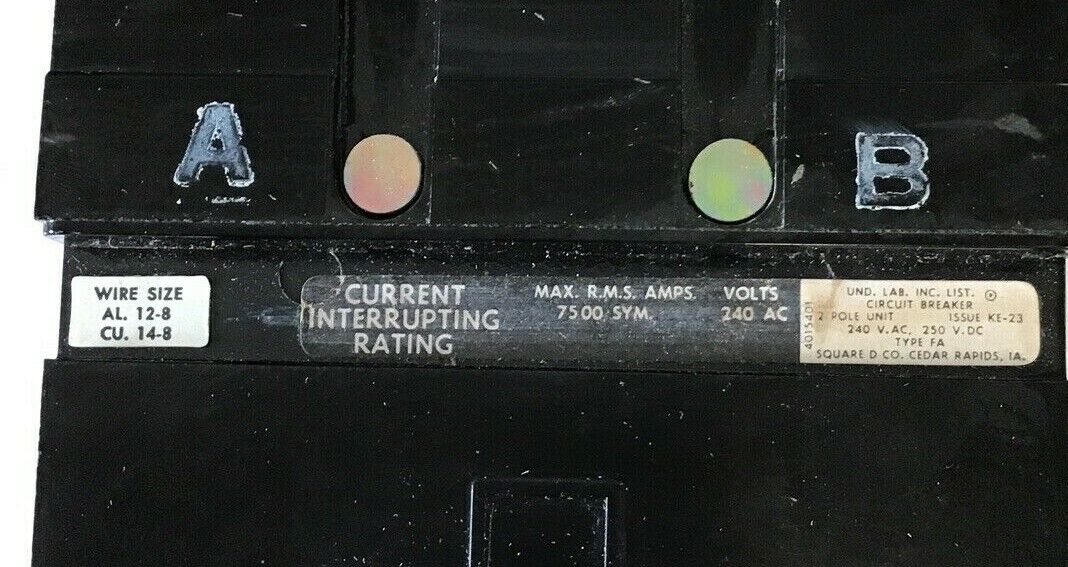 A
B
WIRE SIZE
AL. 12-8
CU. 14-8
CURRENT
INTERRUPTING
RATING
MAX. R.M.S. AMPS.
7500 SYM.
VOLTS
240 AC
4015401
UND. LAB. INC. LIST.
CIRCUIT BREAKER
2 POLE UNIT ISSUE KE-23
240 V.AC, 250 V.DC
TYPE FA
SQUARE D CO. CEDAR RAPIDS, IA.